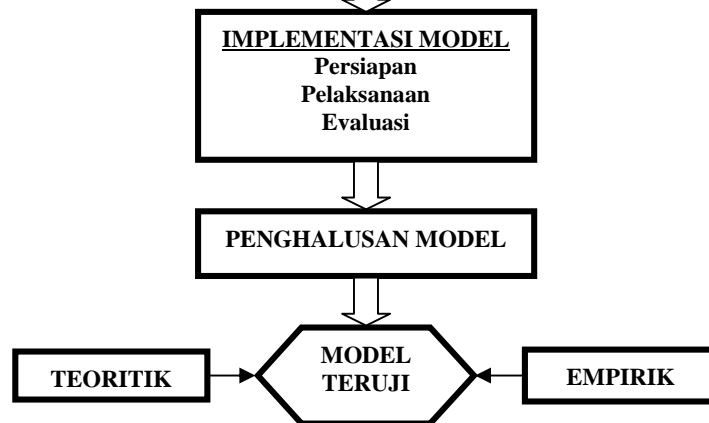 IMPLEMENTASI MODEL
Persiapan
Pelaksanaan
Evaluasi
PENGHALUSAN MODEL
MODEL
TERUJI
TEORITIK
EMPIRIK